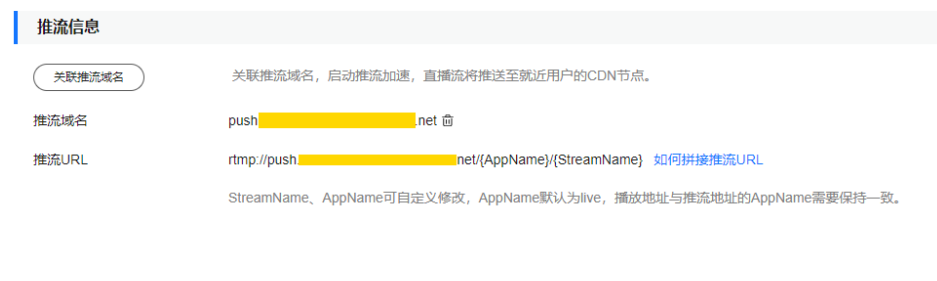 推流信息
关联推流域名 关联推流域名，启动推流加速，直播流将推送至就近用户的CDN节点。
推流域名 push .net
推流URL rtmp://push. net/{AppName}/{StreamName} 如何拼接推流URL
StreamName、AppName可自定义修改，AppName默认为live，播放地址与推流地址的AppName需要保持一致。